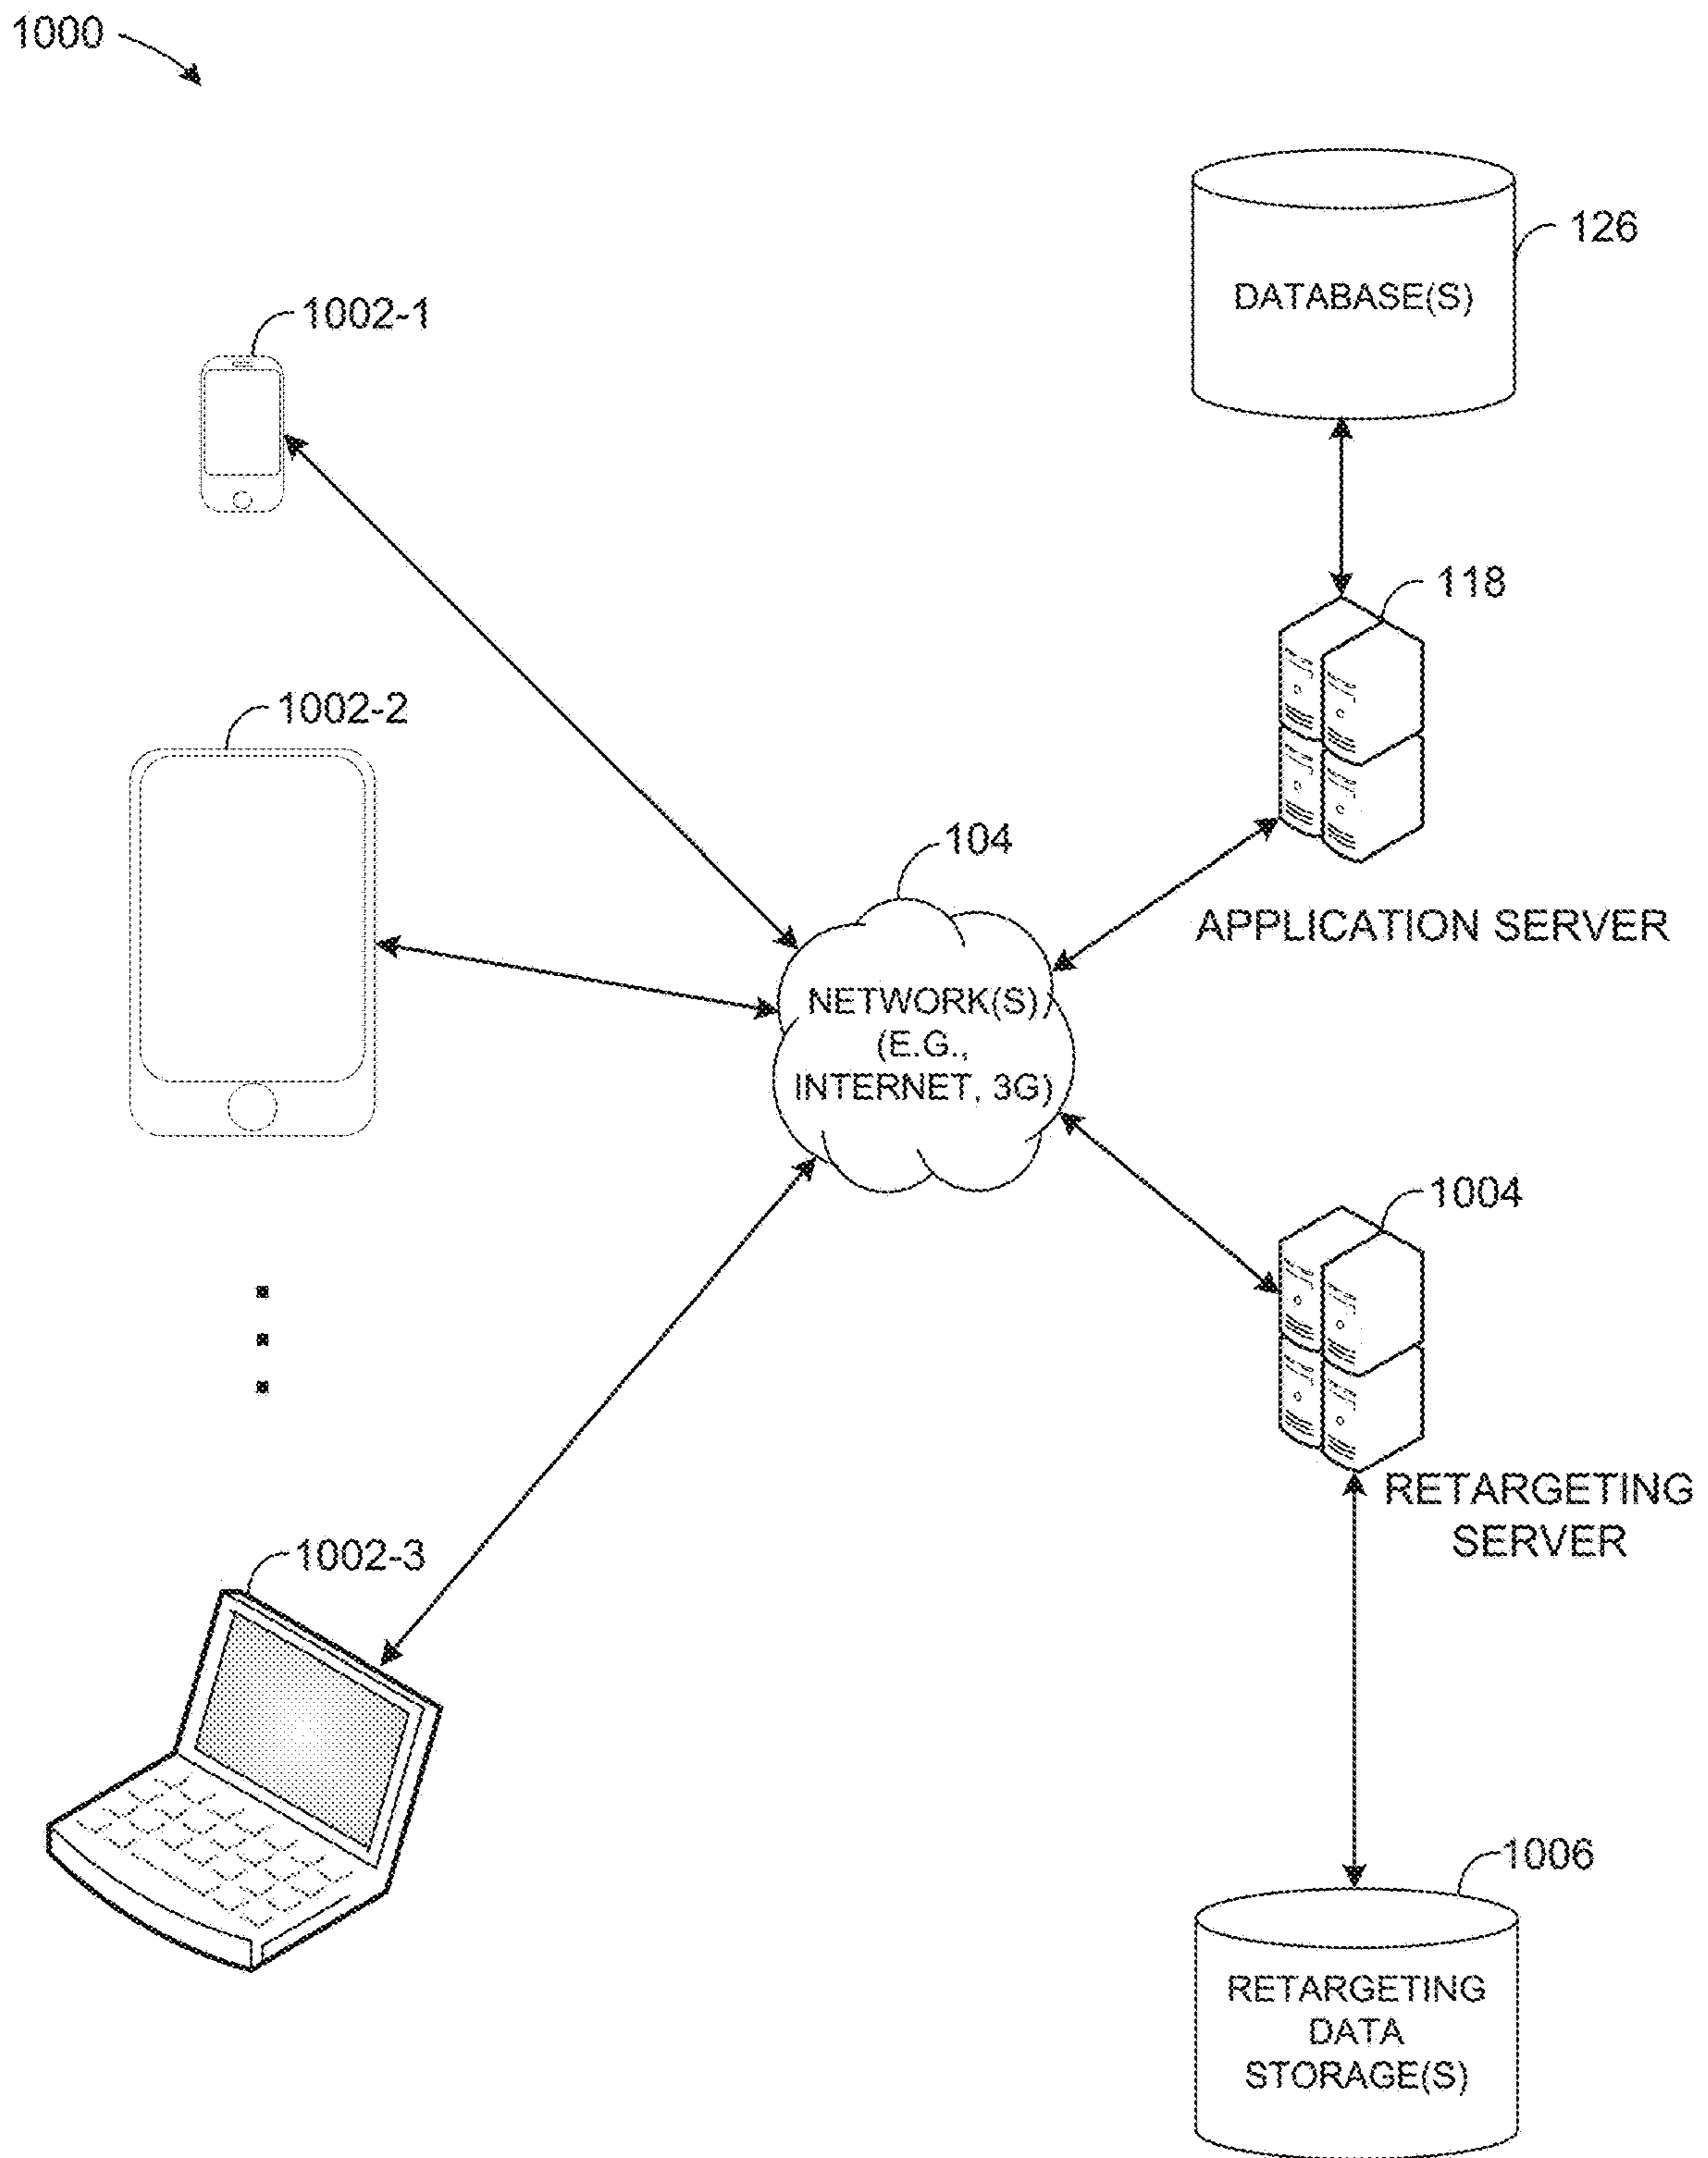 1000
126
DATABASE(S)
1002-1
118
1002-2
104
APPLICATION SERVER
NETWORK(S)
(E.G.,
INTERNET, 3G)
1004
RETARGETING
SERVER
1002-3
1006
RETARGETING
DATA
STORAGE(S)